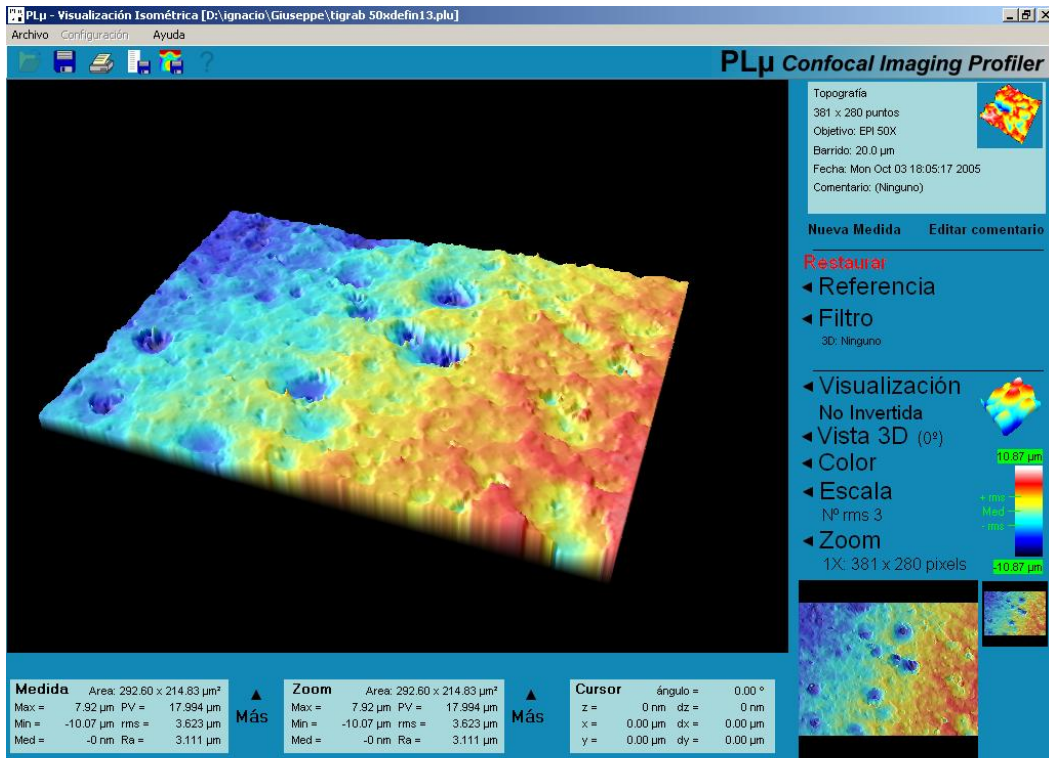 PLµ - Visualización Isométrica [D:\ignacio\Giuseppe\tigrab 50xdefin13.plu]
Archivo Configuración Ayuda
PLµ Confocal Imaging Profiler
Topografía
381 x 280 puntos
Objetivo: EPI 50X
Barrido: 20.0 µm
Fecha: Mon Oct 03 18:05:17 2005
Comentario: (Ninguno)
Nueva Medida Editar comentario
Restaurar
Referencia
Filtro
3D: Ninguno
Visualización
No Invertida
Vista 3D (0º)
Color
10.87 µm
Escala
+ rms
Nº rms 3
Med
- rms
Zoom
1X: 381 x 280 pixels
-10.87 µm
Medida Area: 292.60 x 214.83 µm²
Max = 7.92 µm PV = 17.994 µm
Min = -10.07 µm rms = 3.623 µm
Med = -0 nm Ra = 3.111 µm
Más
Zoom Area: 292.60 x 214.83 µm²
Max = 7.92 µm PV = 17.994 µm
Min = -10.07 µm rms = 3.623 µm
Med = -0 nm Ra = 3.111 µm
Más
Cursor ángulo = 0.00 º
z = 0 nm dz = 0 nm
x = 0.00 µm dx = 0.00 µm
y = 0.00 µm dy = 0.00 µm